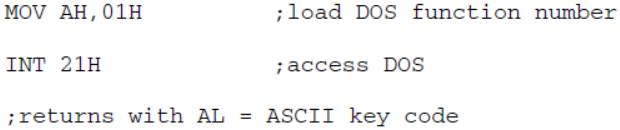 MOV AH,01H ;load DOS function number
INT 21H ;access DOS
;returns with AL = ASCII key code